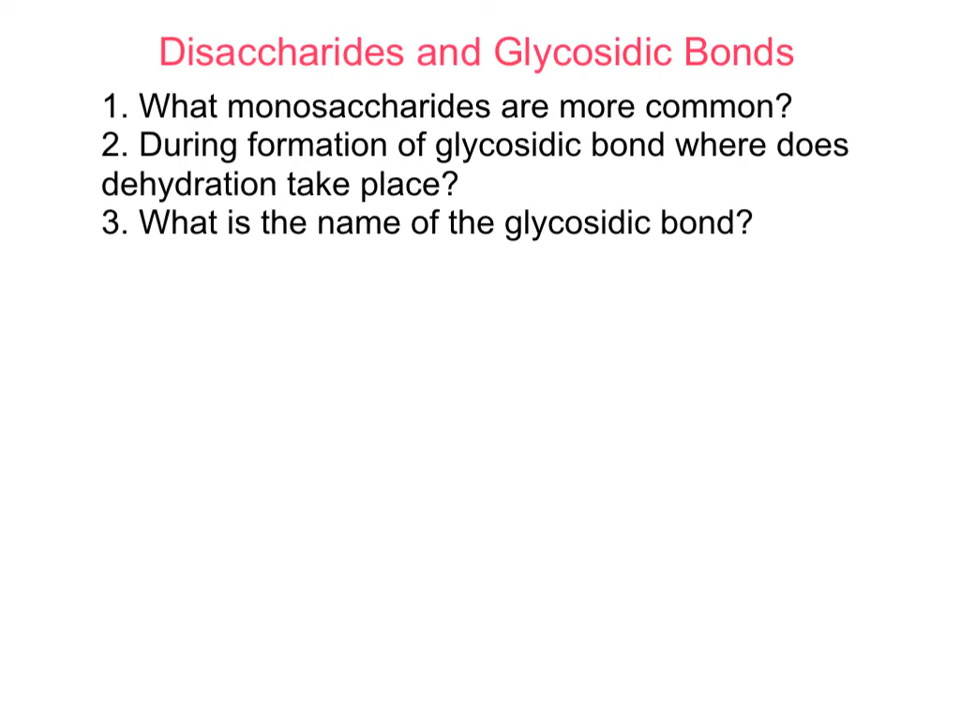 Disaccharides and Glycosidic Bonds
1. What monosaccharides are more common?
2. During formation of glycosidic bond where does
dehydration take place?
3. What is the name of the glycosidic bond?